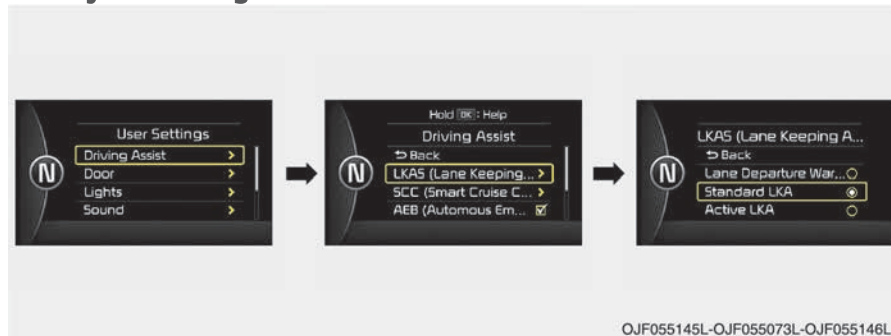 User Settings
Driving Assist >
Door >
Lights >
Sound >
N
Hold OK : Help
Driving Assist
Back
LKAS (Lane Keeping... >
SCC (Smart Cruise C... >
AEB (Automous Em...
N
LKAS (Lane Keeping A...
Back
Lane Departure War...
Standard LKA
Active LKA
N
OJF055145L-OJF055073L-OJF055146L